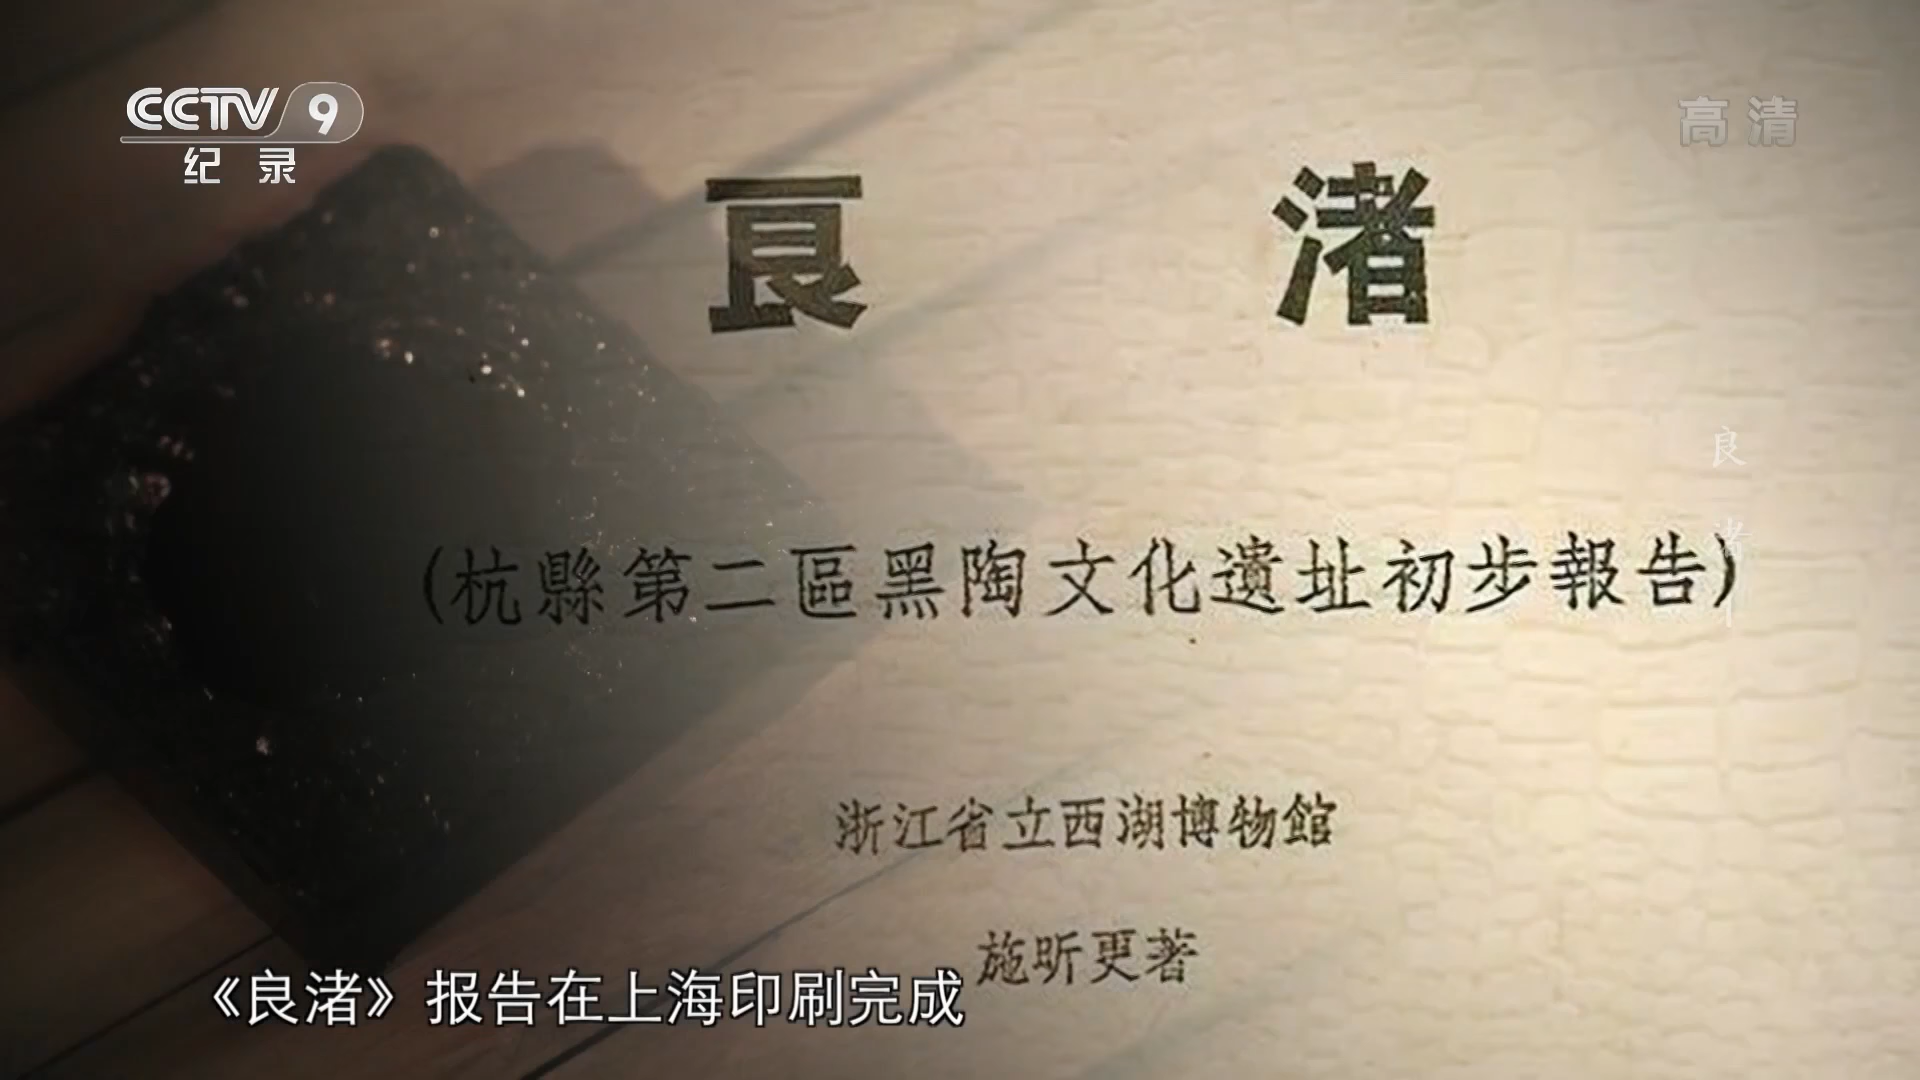 CCTV 9
纪录
高清
良渚
良
渚
(杭縣第二區黑陶文化遺址初步報告)
浙江省立西湖博物館
施昕更著
《良渚》报告在上海印刷完成